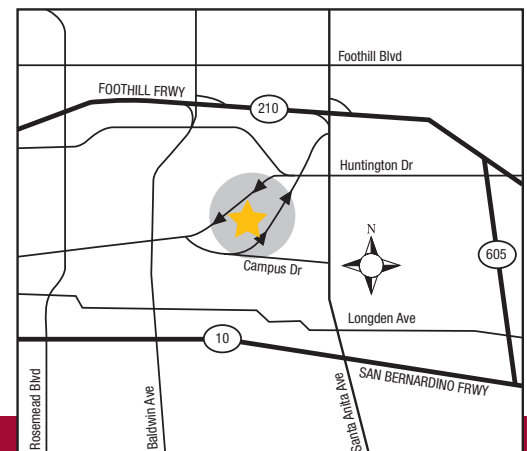 Foothill Blvd
FOOTHILL FRWY
210
Huntington Dr
N
605
Campus Dr
Longden Ave
10
SAN BERNARDINO FRWY
Rosemead Blvd
Baldwin Ave
Santa Anita Ave